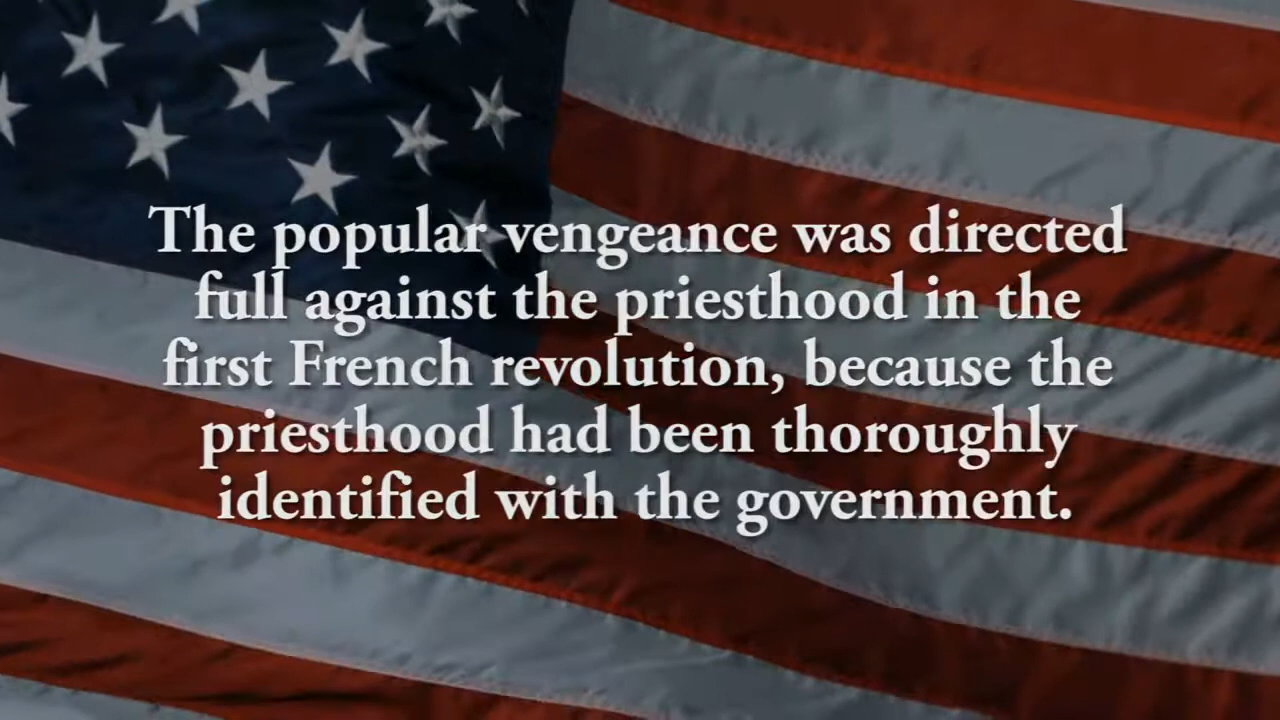 The popular vengeance was directed
full against the priesthood in the
first French revolution, because the
priesthood had been thoroughly
identified with the government.